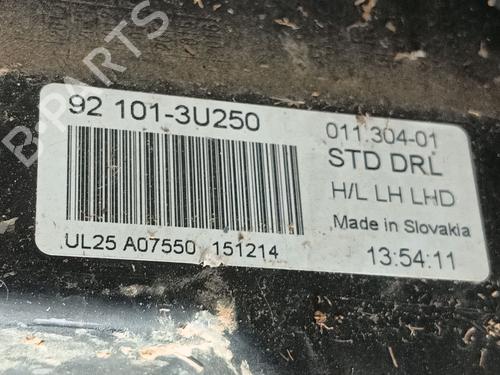 92 101-3U250
011.304-01
STD DRL
H/L LH LHD
Made in Slovakia
UL25 A07550 151214
13:54:11
B-PARTS